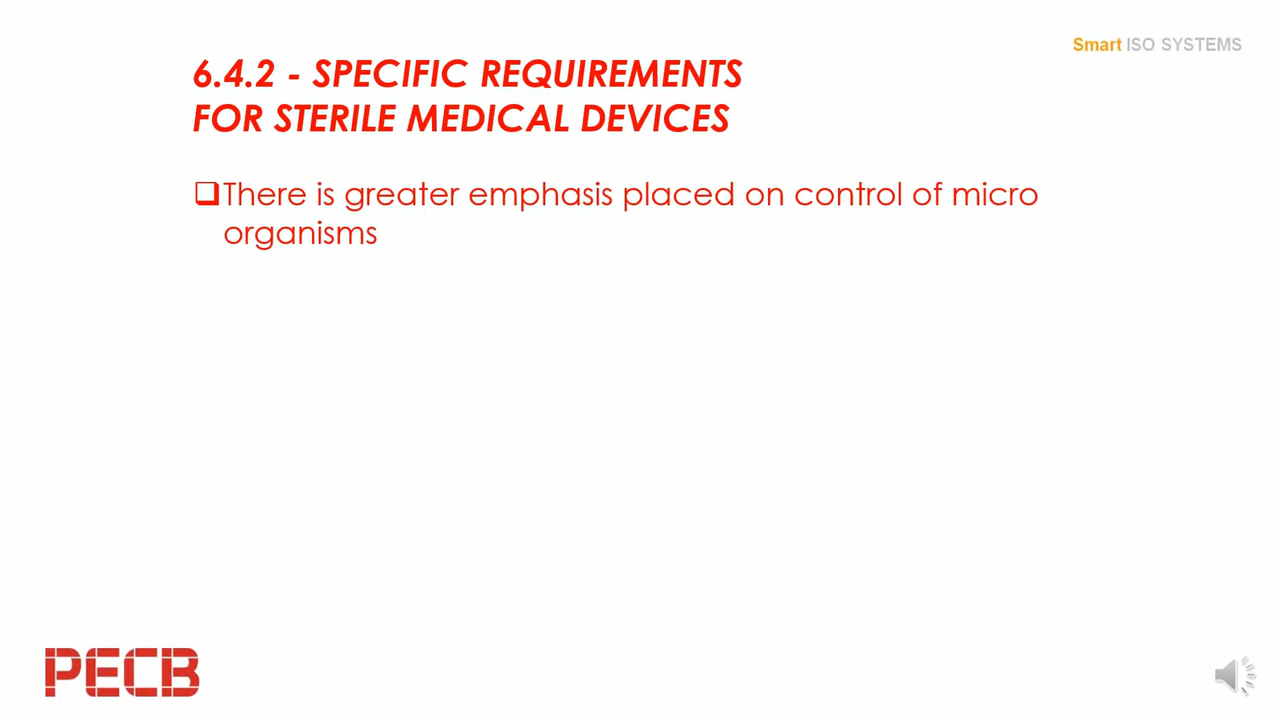 Smart ISO SYSTEMS
6.4.2 - SPECIFIC REQUIREMENTS
FOR STERILE MEDICAL DEVICES
There is greater emphasis placed on control of micro
organisms
PECB